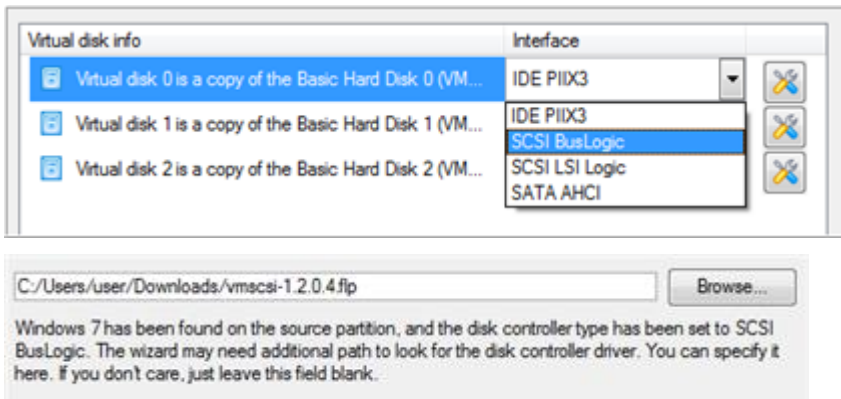 Virtual disk info Interface
Virtual disk 0 is a copy of the Basic Hard Disk 0 (VM... IDE PIIX3
IDE PIIX3
Virtual disk 1 is a copy of the Basic Hard Disk 1 (VM...
SCSI BusLogic
Virtual disk 2 is a copy of the Basic Hard Disk 2 (VM... SCSI LSI Logic
SATA AHCI
C:/Users/user/Downloads/vmscsi-1.2.0.4.flp Browse...
Windows 7 has been found on the source partition, and the disk controller type has been set to SCSI
BusLogic. The wizard may need additional path to look for the disk controller driver. You can specify it
here. If you don't care, just leave this field blank.